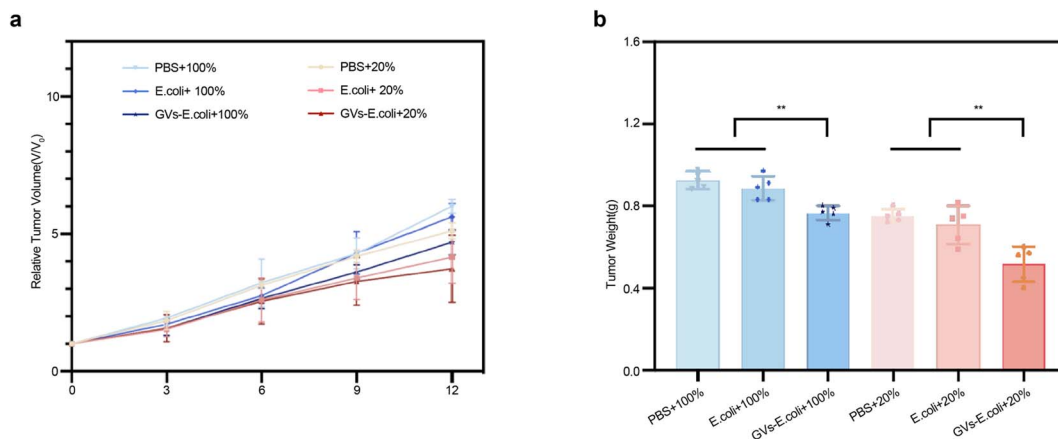 a
Relative Tumor Volume(V/V0)
10
5
0
PBS+100%
E.coli+ 100%
GVs-E.coli+100%
PBS+20%
E.coli+ 20%
GVs-E.coli+20%
0 3 6 9 12
b
Tumor Weight(g)
1.6
1.2
0.8
0.4
0.0
** **
PBS+100%
E.coli+100%
GVs-E.coli+100%
PBS+20%
E.coli+20%
GVs-E.coli+20%